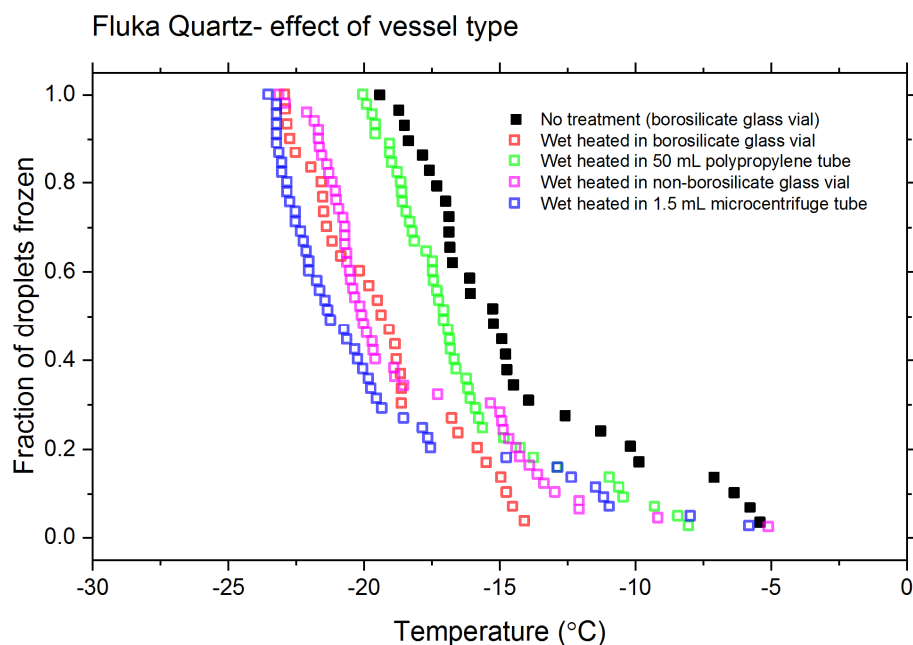 Fluka Quartz- effect of vessel type
No treatment (borosilicate glass vial)
Wet heated in borosilicate glass vial
Wet heated in 50 mL polypropylene tube
Wet heated in non-borosilicate glass vial
Wet heated in 1.5 mL microcentrifuge tube
Fraction of droplets frozen
1.0
0.8
0.6
0.4
0.2
0.0
-30 -25 -20 -15 -10 -5 0
Temperature (°C)